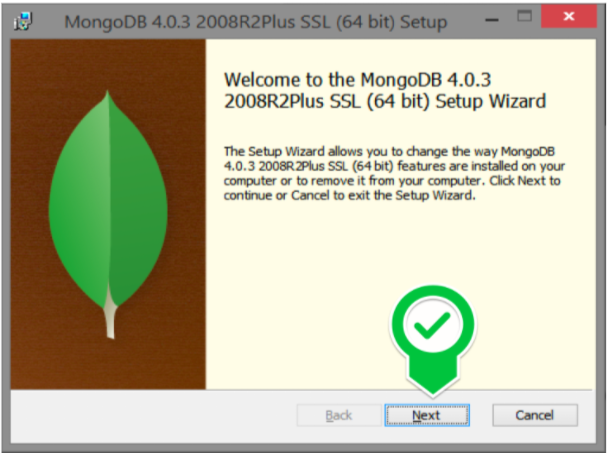 MongoDB 4.0.3 2008R2Plus SSL (64 bit) Setup
Welcome to the MongoDB 4.0.3
2008R2Plus SSL (64 bit) Setup Wizard
The Setup Wizard allows you to change the way MongoDB
4.0.3 2008R2Plus SSL (64 bit) features are installed on your
computer or to remove it from your computer. Click Next to
continue or Cancel to exit the Setup Wizard.
Back Next Cancel